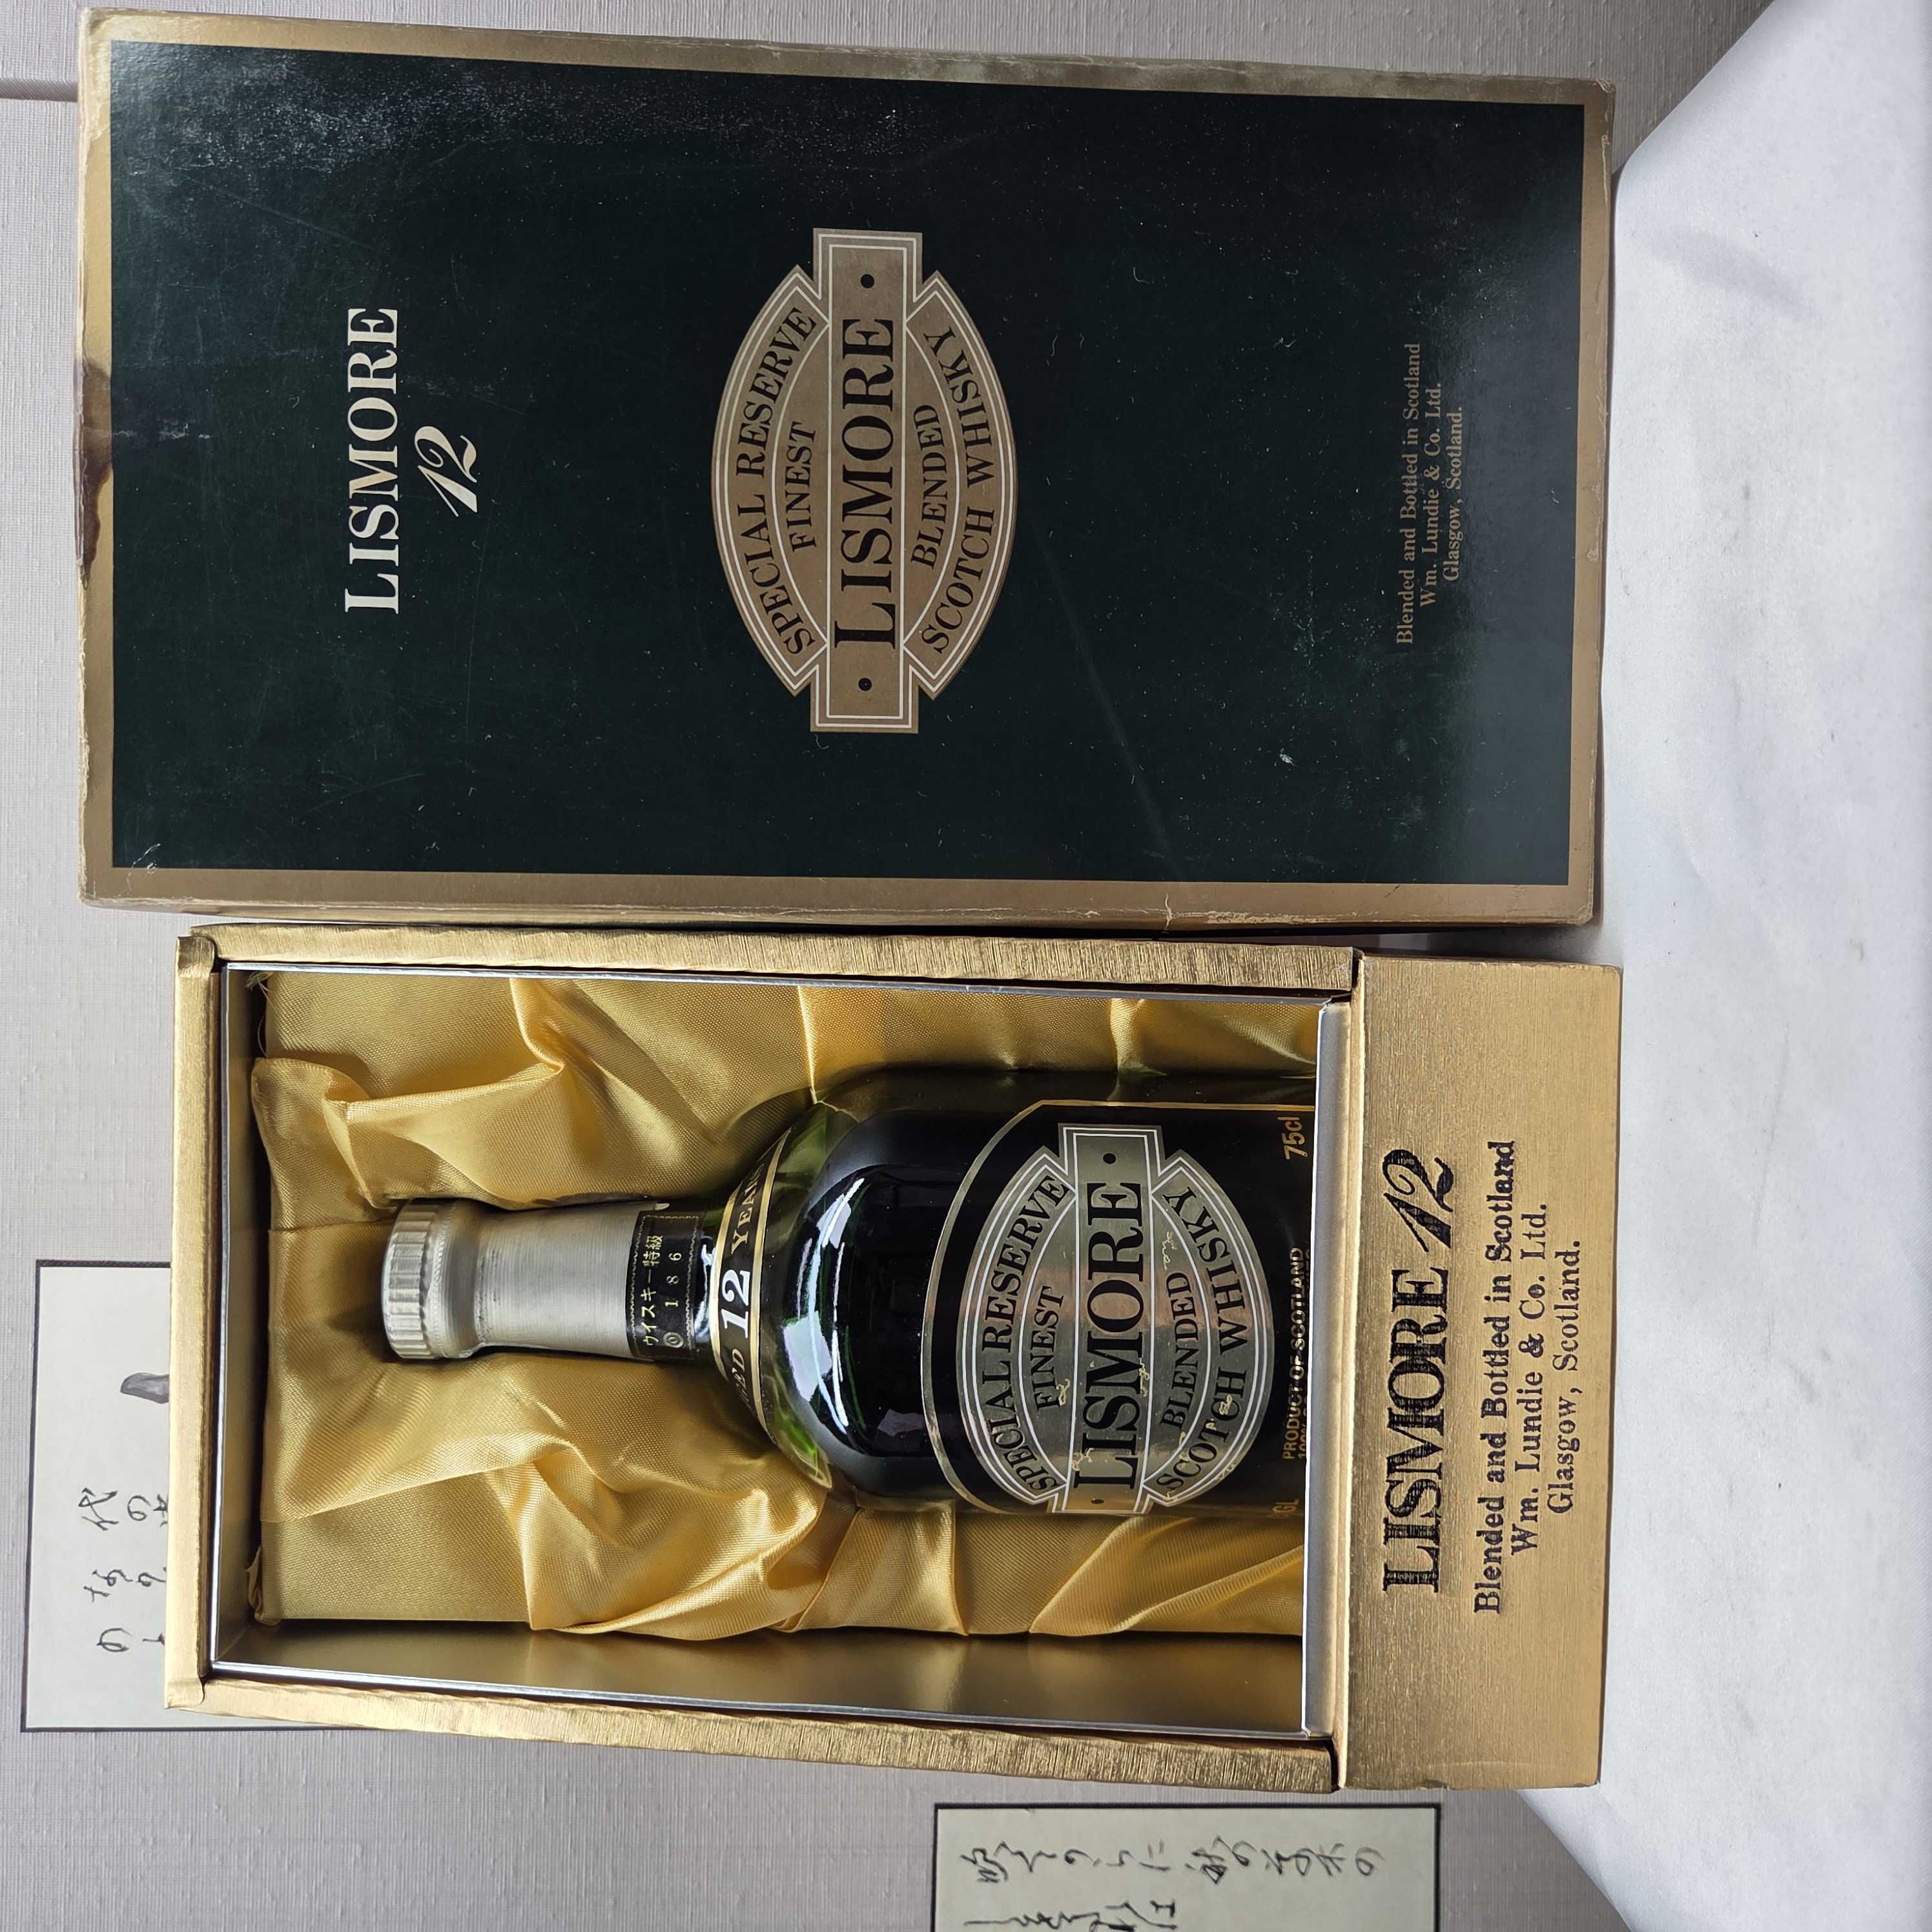 LISMORE
12
SPECIAL RESERVE
FINEST
LISMORE
BLENDED
SCOTCH WHISKY
Blended and Bottled in Scotland
Wm. Lundie & Co. Ltd.
Glasgow, Scotland.
ウイスキー特級
186
12 YEARS
SPECIAL RESERVE
FINEST
LISMORE
BLENDED
SCOTCH WHISKY
75cl
PRODUCT OF SCOTLAND
LISMORE 12
Blended and Bottled in Scotland
Wm. Lundie & Co. Ltd.
Glasgow, Scotland.